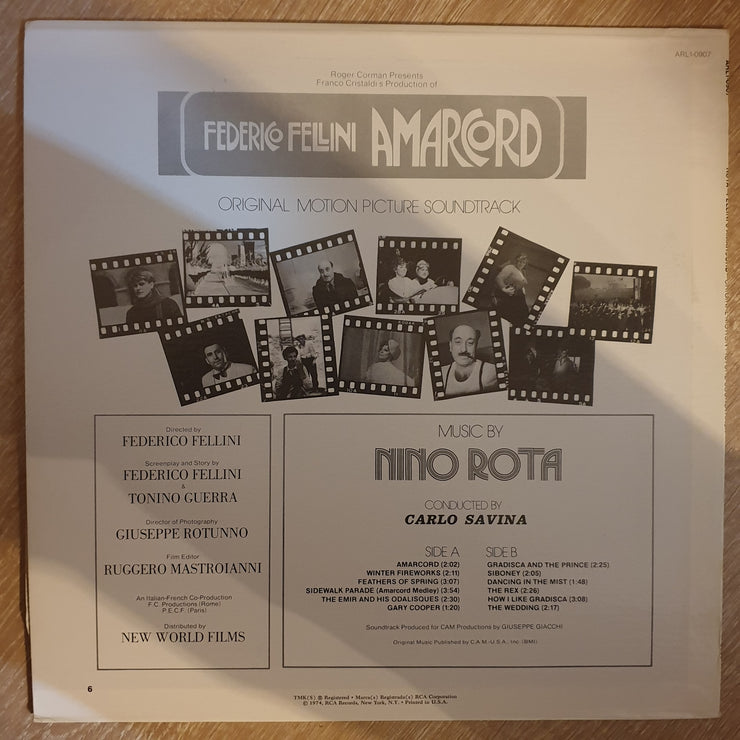 ARL1-0907
Roger Corman Presents
Franco Cristaldi's Production of
FEDERICO FELLINI AMARCORD
ORIGINAL MOTION PICTURE SOUNDTRACK
Directed by
FEDERICO FELLINI
Screenplay and Story by
FEDERICO FELLINI
&
TONINO GUERRA
Director of Photography
GIUSEPPE ROTUNNO
Film Editor
RUGGERO MASTROIANNI
An Italian-French Co-Production
F.C. Productions (Rome)
P.E.C.F. (Paris)
Distributed by
NEW WORLD FILMS
MUSIC BY
NINO ROTA
CONDUCTED BY
CARLO SAVINA
SIDE A
AMARCORD (2:02)
WINTER FIREWORKS (2:11)
FEATHERS OF SPRING (3:07)
SIDEWALK PARADE (Amarcord Medley) (3:54)
THE EMIR AND HIS ODALISQUES (2:30)
GARY COOPER (1:20)
SIDE B
GRADISCA AND THE PRINCE (2:25)
SIBONEY (2:05)
DANCING IN THE MIST (1:48)
THE REX (2:26)
HOW I LIKE GRADISCA (3:08)
THE WEDDING (2:17)
Soundtrack Produced for CAM Productions by GIUSEPPE GIACCHI
Original Music Published by C.A.M.-U.S.A., Inc. (BMI)
6
TMK(S) ® Registered • Marca(s) Registrada(s) RCA Corporation
© 1974, RCA Records, New York, N.Y. • Printed in U.S.A.